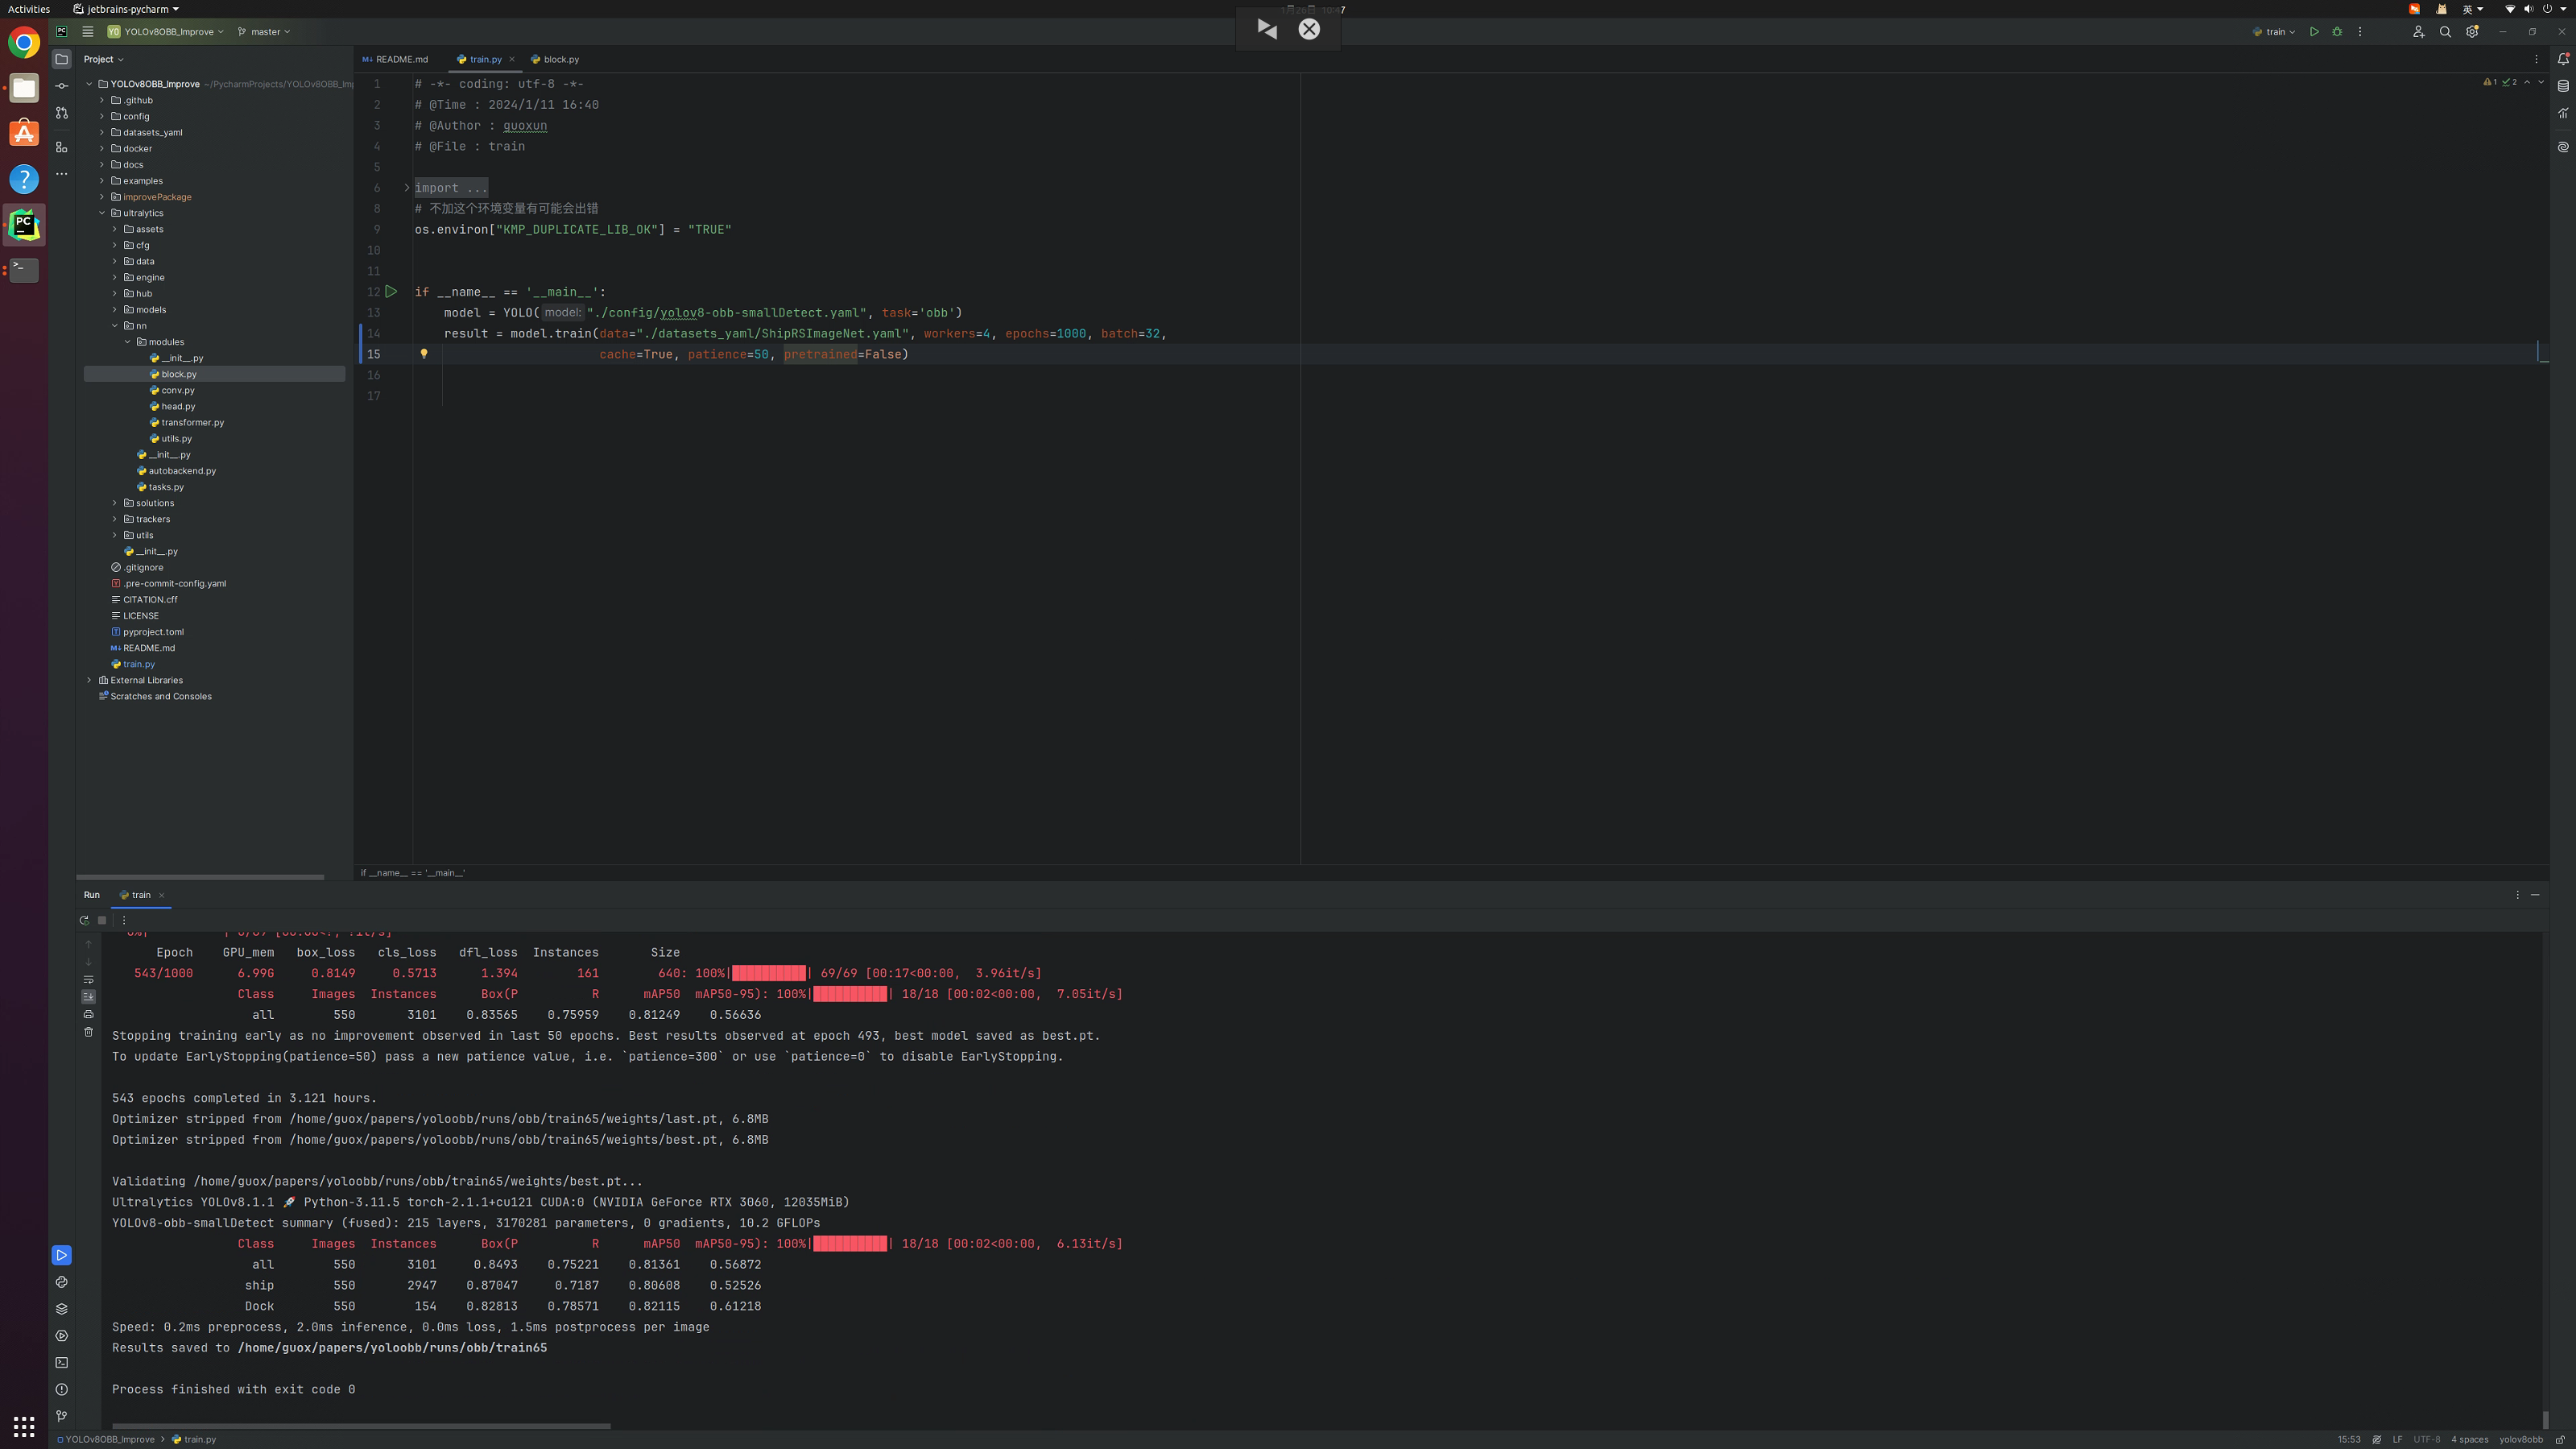 Activities jetbrains-pycharm
英
YOLOv8OBB_Improve master
train
Project
README.md train.py block.py
YOLOv8OBB_Improve ~/PycharmProjects/YOLOv8OBB_Imp
.github
config
datasets_yaml
docker
docs
examples
improvePackage
ultralytics
assets
cfg
data
engine
hub
models
nn
modules
__init__.py
block.py
conv.py
head.py
transformer.py
utils.py
__init__.py
autobackend.py
tasks.py
solutions
trackers
utils
__init__.py
.gitignore
.pre-commit-config.yaml
CITATION.cff
LICENSE
pyproject.toml
README.md
train.py
External Libraries
Scratches and Consoles
1 # -*- coding: utf-8 -*-
2 # @Time : 2024/1/11 16:40
3 # @Author : guoxun
4 # @File : train
5
6 import ...
8 # 不加这个环境变量有可能会出错
9 os.environ["KMP_DUPLICATE_LIB_OK"] = "TRUE"
10
11
12 if __name__ == '__main__':
13 model = YOLO( model: "./config/yolov8-obb-smallDetect.yaml", task='obb')
14 result = model.train(data="./datasets_yaml/ShipRSImageNet.yaml", workers=4, epochs=1000, batch=32,
15 cache=True, patience=50, pretrained=False)
16
17
1 2
if __name__ == '__main__'
Run train
Epoch GPU_mem box_loss cls_loss dfl_loss Instances Size
543/1000 6.99G 0.8149 0.5713 1.394 161 640: 100%|██████████| 69/69 [00:17<00:00, 3.96it/s]
Class Images Instances Box(P R mAP50 mAP50-95): 100%|██████████| 18/18 [00:02<00:00, 7.05it/s]
all 550 3101 0.83565 0.75959 0.81249 0.56636
Stopping training early as no improvement observed in last 50 epochs. Best results observed at epoch 493, best model saved as best.pt.
To update EarlyStopping(patience=50) pass a new patience value, i.e. `patience=300` or use `patience=0` to disable EarlyStopping.
543 epochs completed in 3.121 hours.
Optimizer stripped from /home/guox/papers/yoloobb/runs/obb/train65/weights/last.pt, 6.8MB
Optimizer stripped from /home/guox/papers/yoloobb/runs/obb/train65/weights/best.pt, 6.8MB
Validating /home/guox/papers/yoloobb/runs/obb/train65/weights/best.pt...
Ultralytics YOLOv8.1.1 🚀 Python-3.11.5 torch-2.1.1+cu121 CUDA:0 (NVIDIA GeForce RTX 3060, 12035MiB)
YOLOv8-obb-smallDetect summary (fused): 215 layers, 3170281 parameters, 0 gradients, 10.2 GFLOPs
Class Images Instances Box(P R mAP50 mAP50-95): 100%|██████████| 18/18 [00:02<00:00, 6.13it/s]
all 550 3101 0.8493 0.75221 0.81361 0.56872
ship 550 2947 0.87047 0.7187 0.80608 0.52526
Dock 550 154 0.82813 0.78571 0.82115 0.61218
Speed: 0.2ms preprocess, 2.0ms inference, 0.0ms loss, 1.5ms postprocess per image
Results saved to /home/guox/papers/yoloobb/runs/obb/train65
Process finished with exit code 0
YOLOv8OBB_Improve > train.py
15:53 LF UTF-8 4 spaces yolov8obb